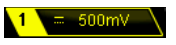 1 = 500mV